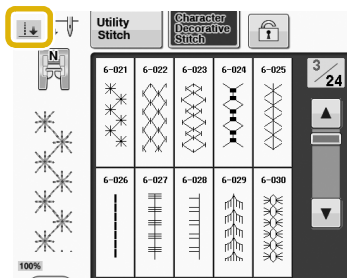 Utility
Stitch
Character
Decorative
Stitch
N
3/24
6-021 6-022 6-023 6-024 6-025
6-026 6-027 6-028 6-029 6-030
100%